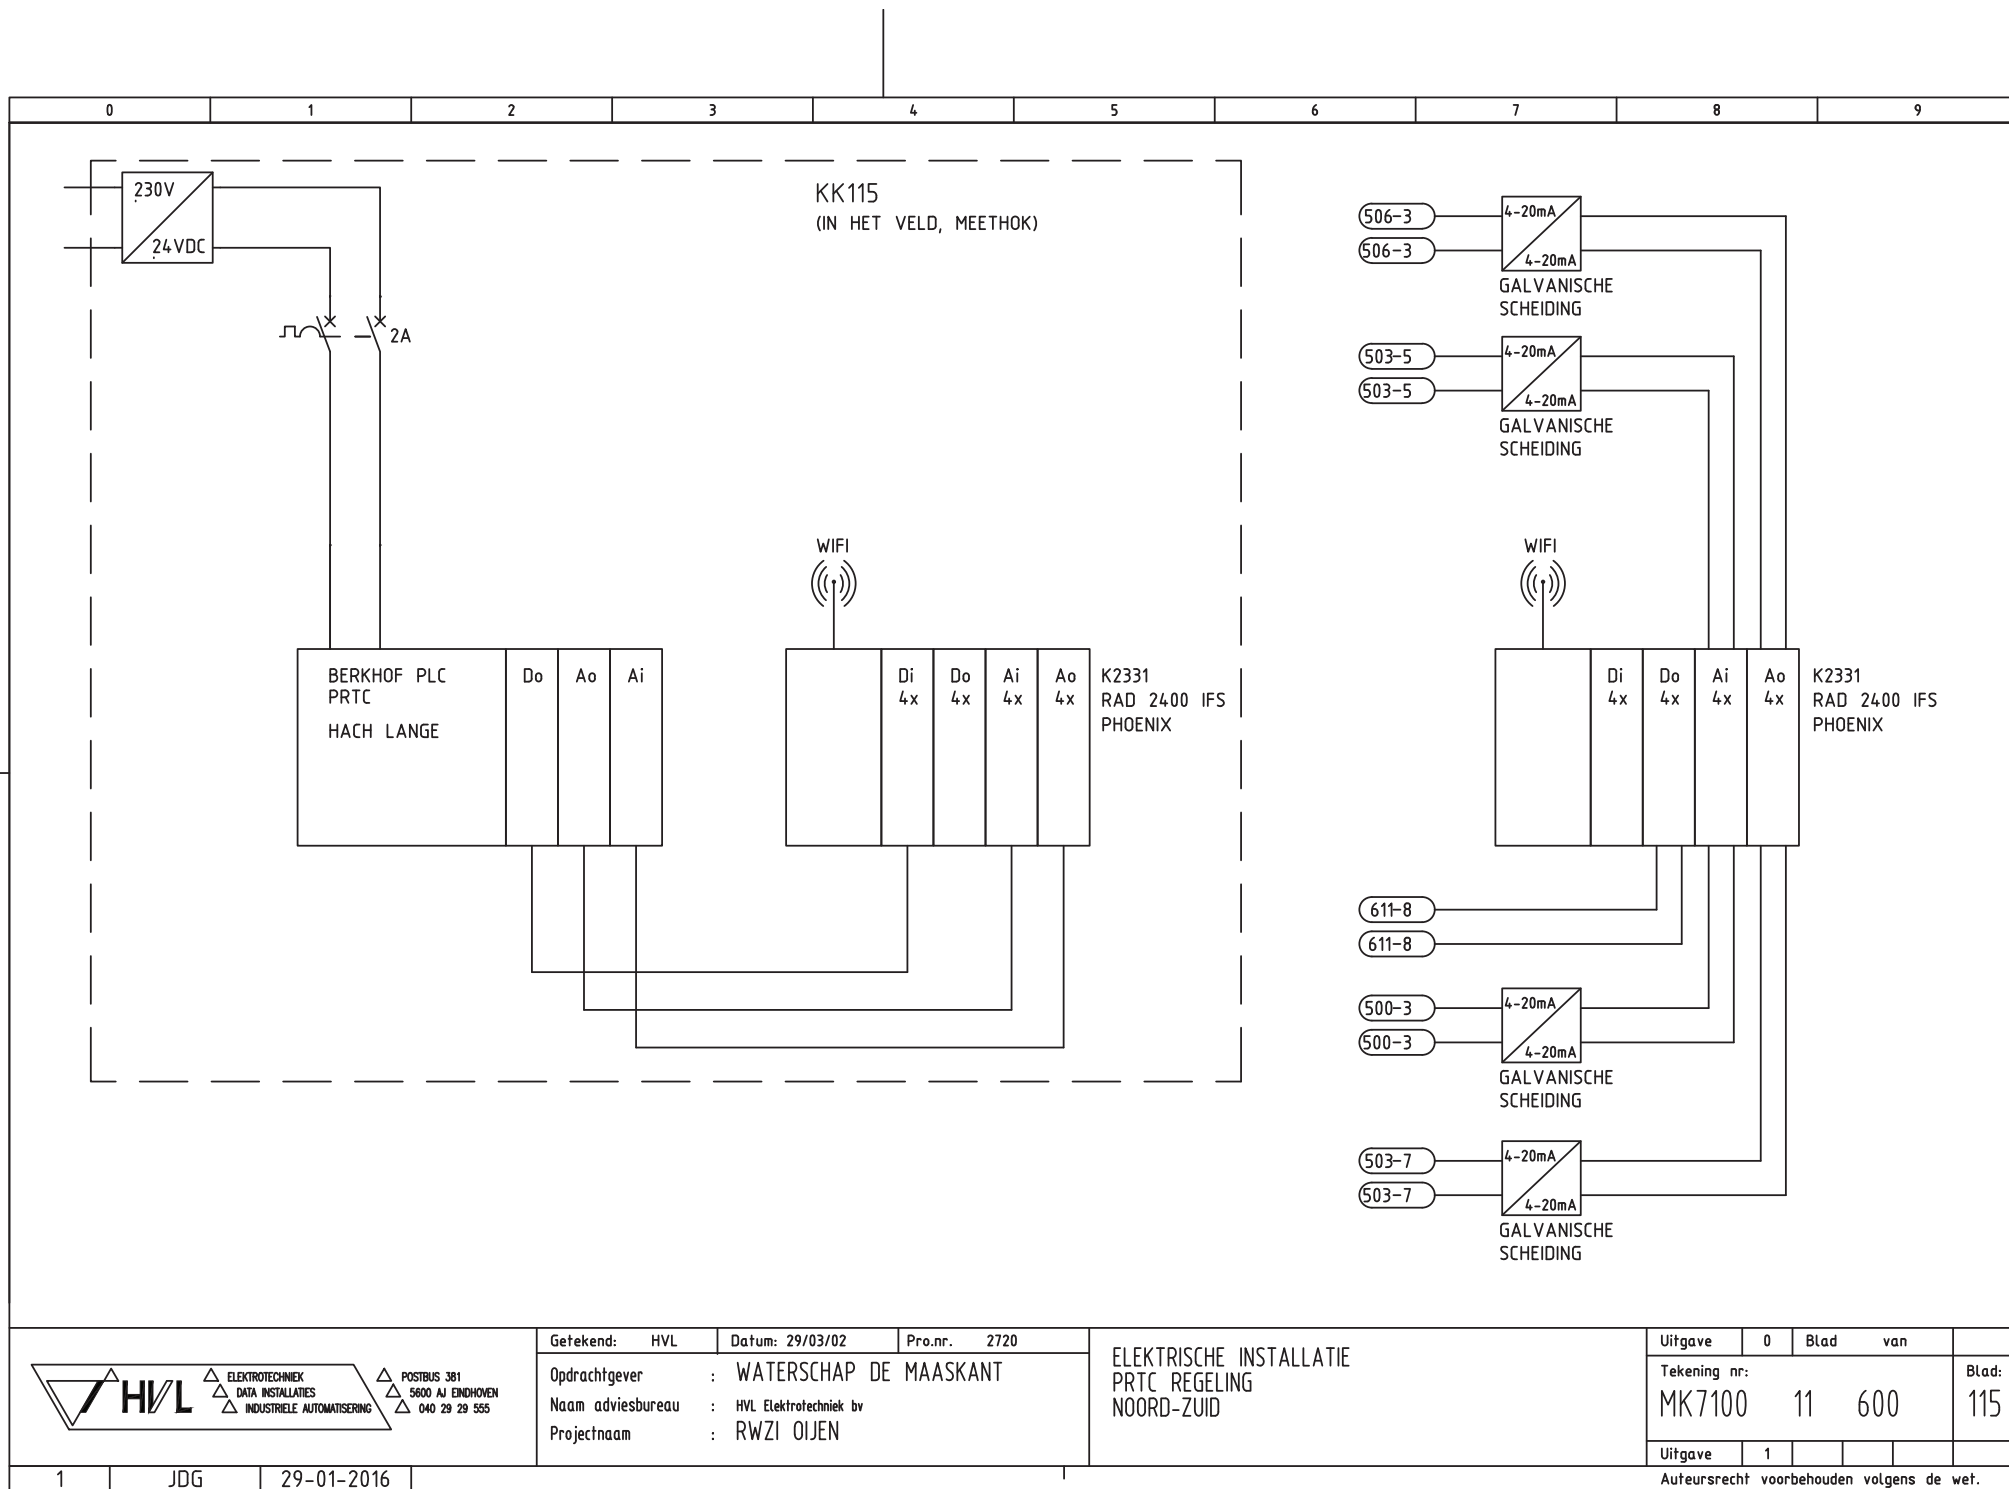 0 1 2 3 4 5 6 7 8 9
230V
24VDC
KK115
(IN HET VELD, MEETHOK)
2A
WIFI
BERKHOF PLC
PRTC
HACH LANGE
Do Ao Ai
Di Do Ai Ao
4x 4x 4x 4x
K2331
RAD 2400 IFS
PHOENIX
506-3
506-3
4-20mA
4-20mA
GALVANISCHE
SCHEIDING
503-5
503-5
4-20mA
4-20mA
GALVANISCHE
SCHEIDING
WIFI
Di Do Ai Ao
4x 4x 4x 4x
K2331
RAD 2400 IFS
PHOENIX
611-8
611-8
500-3
500-3
4-20mA
4-20mA
GALVANISCHE
SCHEIDING
503-7
503-7
4-20mA
4-20mA
GALVANISCHE
SCHEIDING
HVL
ELEKTROTECHNIEK
DATA INSTALLATIES
INDUSTRIELE AUTOMATISERING
POSTBUS 381
5600 AJ EINDHOVEN
040 29 29 555
Getekend: HVL Datum: 29/03/02 Pro.nr. 2720
Opdrachtgever : WATERSCHAP DE MAASKANT
Naam adviesbureau : HVL Elektrotechniek bv
Projectnaam : RWZI OIJEN
ELEKTRISCHE INSTALLATIE
PRTC REGELING
NOORD-ZUID
Uitgave 0 Blad van
Tekening nr: Blad:
MK7100 11 600 115
Uitgave 1
1 JDG 29-01-2016
Auteursrecht voorbehouden volgens de wet.